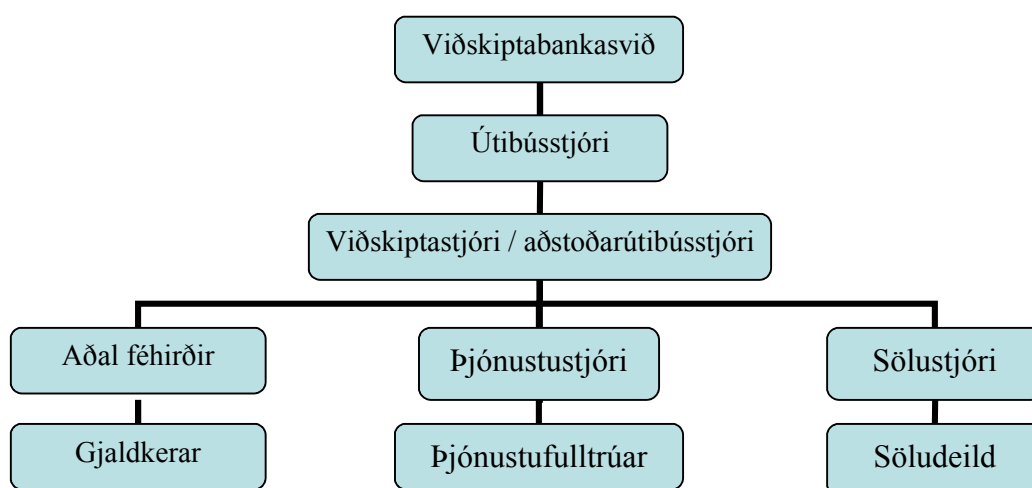 Viðskiptabankasvið
Útibússtjóri
Viðskiptastjóri / aðstoðarútibússtjóri
Aðal féhirðir
Þjónustustjóri
Sölustjóri
Gjaldkerar
Þjónustufulltrúar
Söludeild